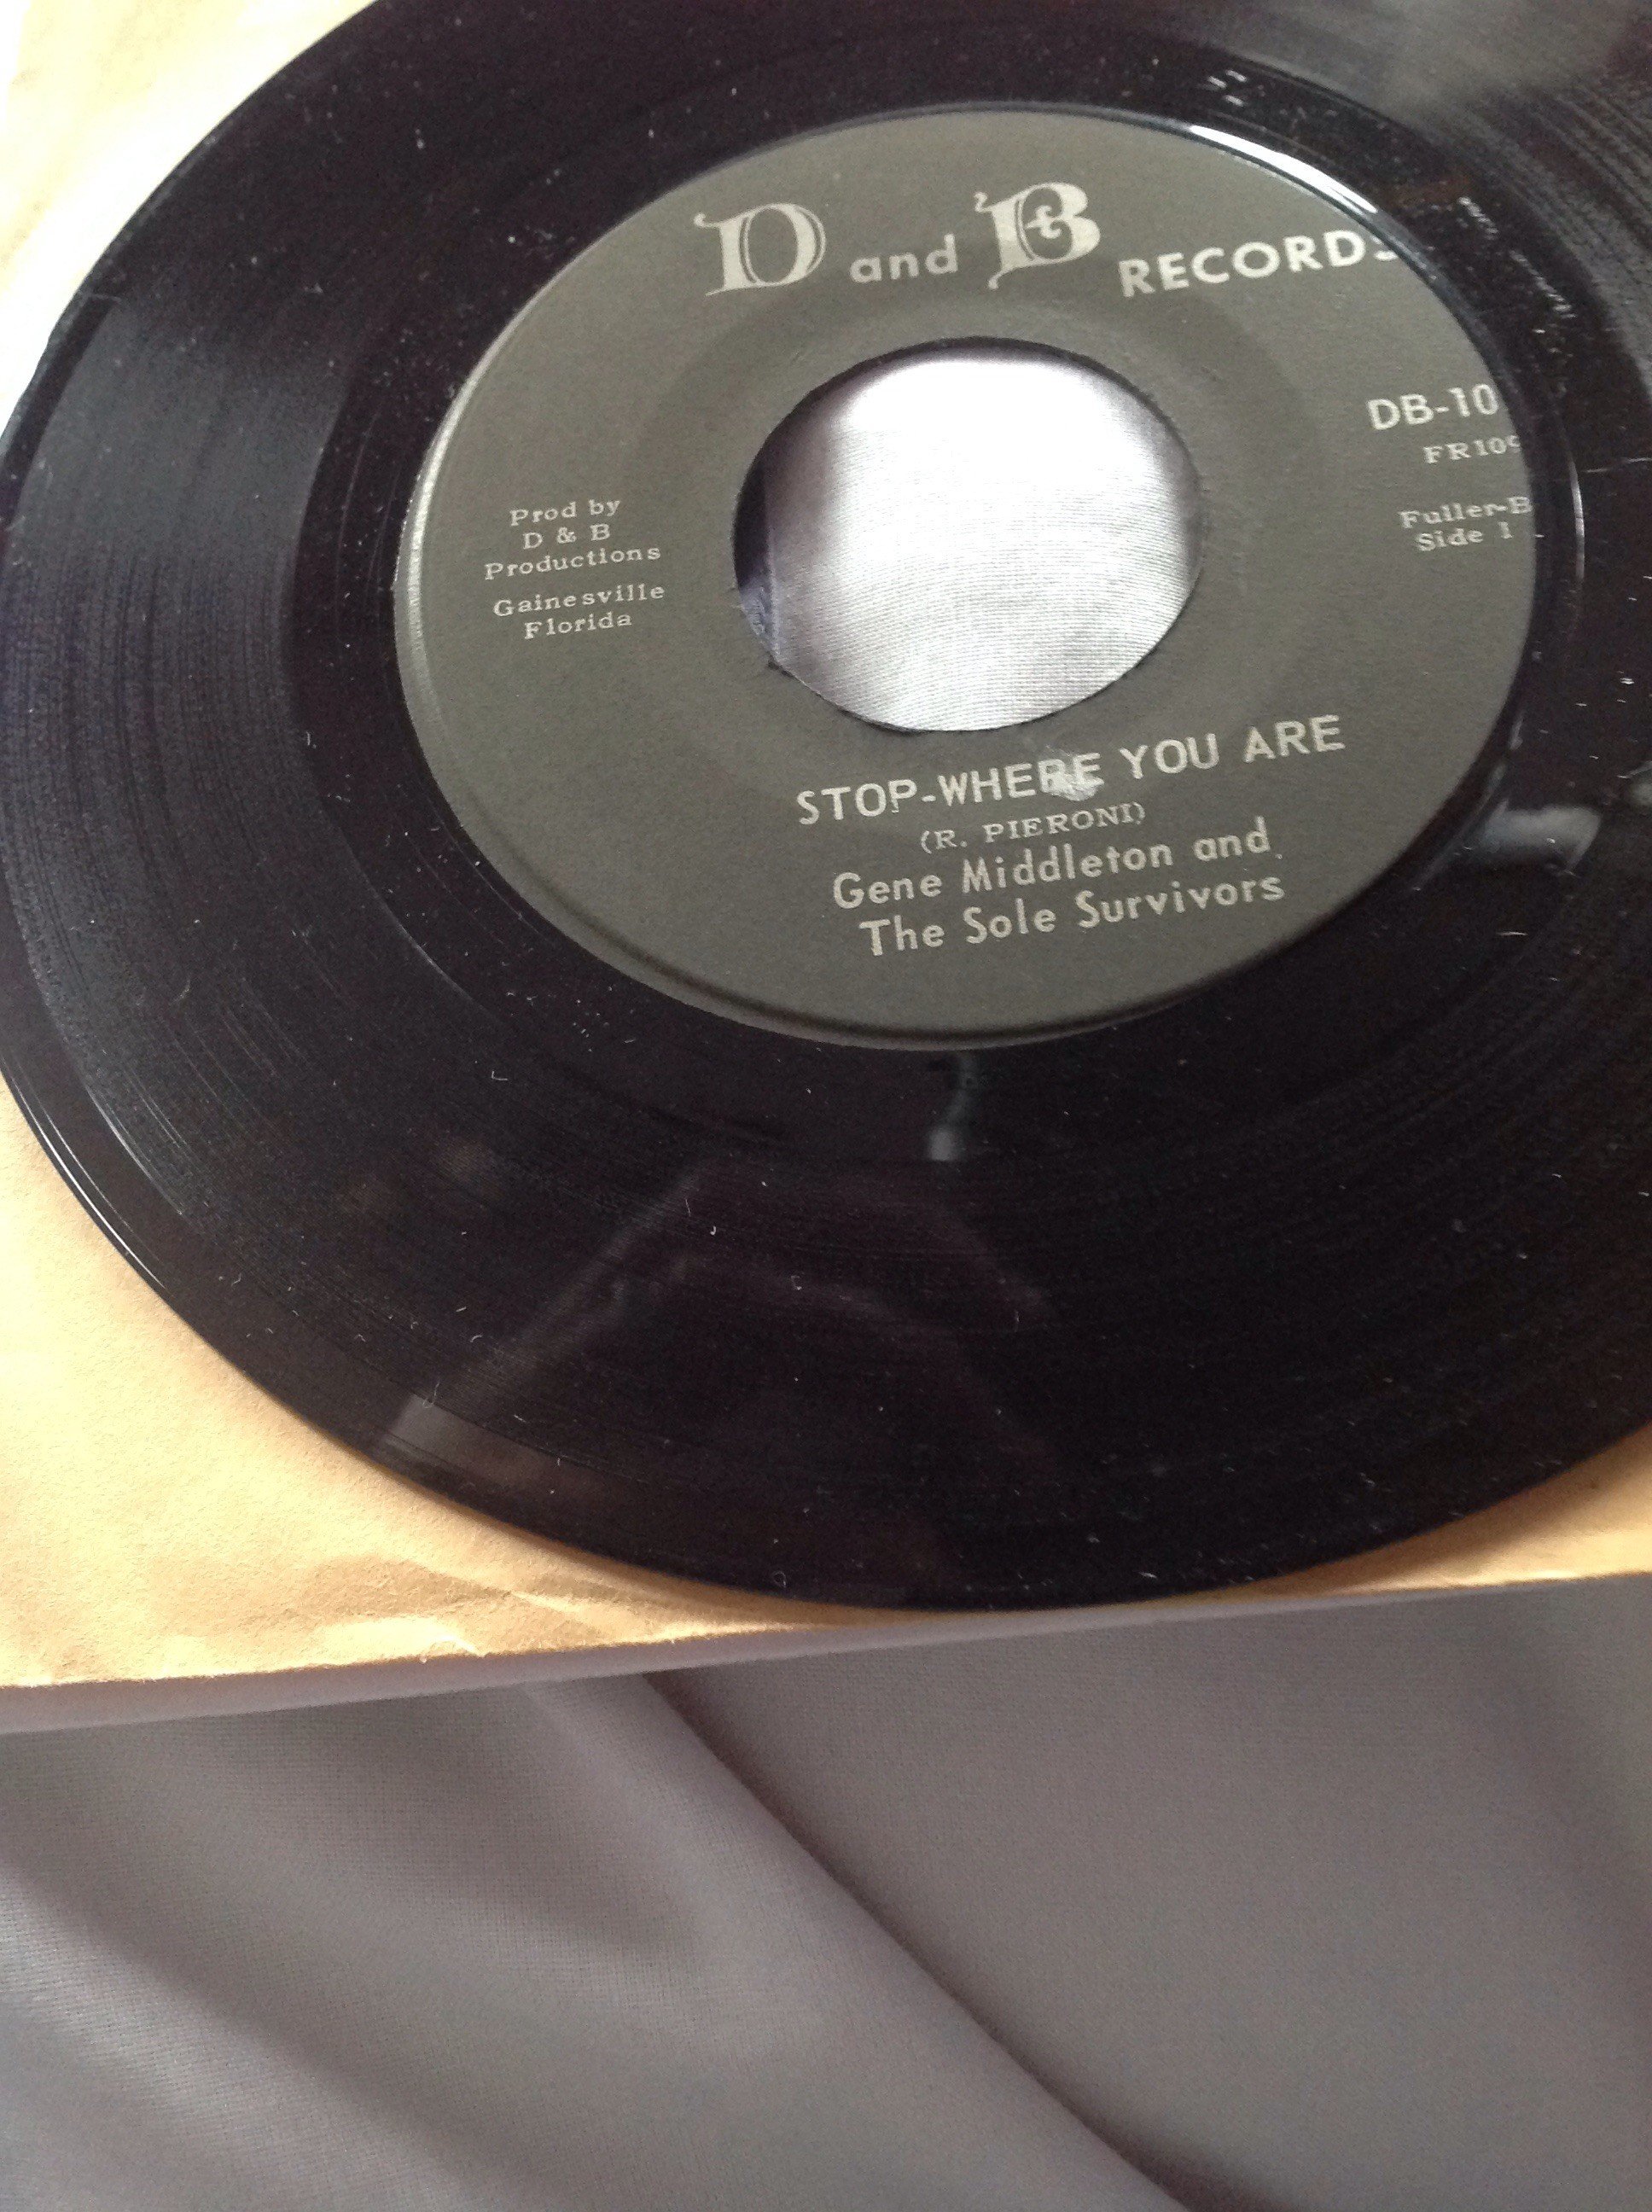 D and B RECORDS
DB-10
FR109
Fuller-B
Side 1
Prod by
D & B
Productions
Gainesville
Florida
STOP-WHERE YOU ARE
(R. PIERONI)
Gene Middleton and
The Sole Survivors